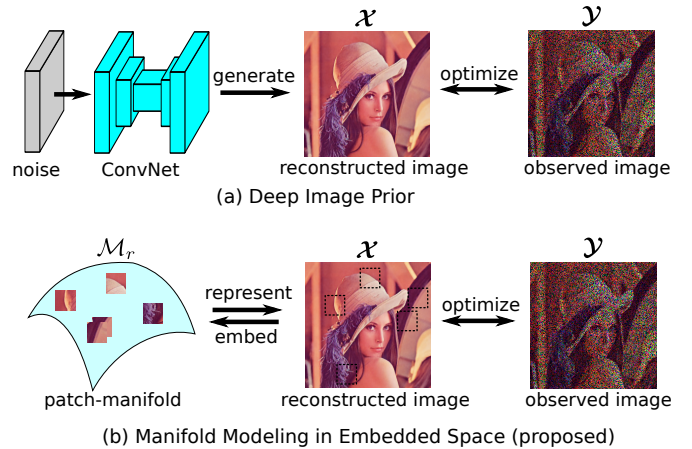 𝓧
𝓨
generate
optimize
noise
ConvNet
reconstructed image
observed image
(a) Deep Image Prior
ℳᵣ
𝓧
𝓨
represent
embed
optimize
patch-manifold
reconstructed image
observed image
(b) Manifold Modeling in Embedded Space (proposed)